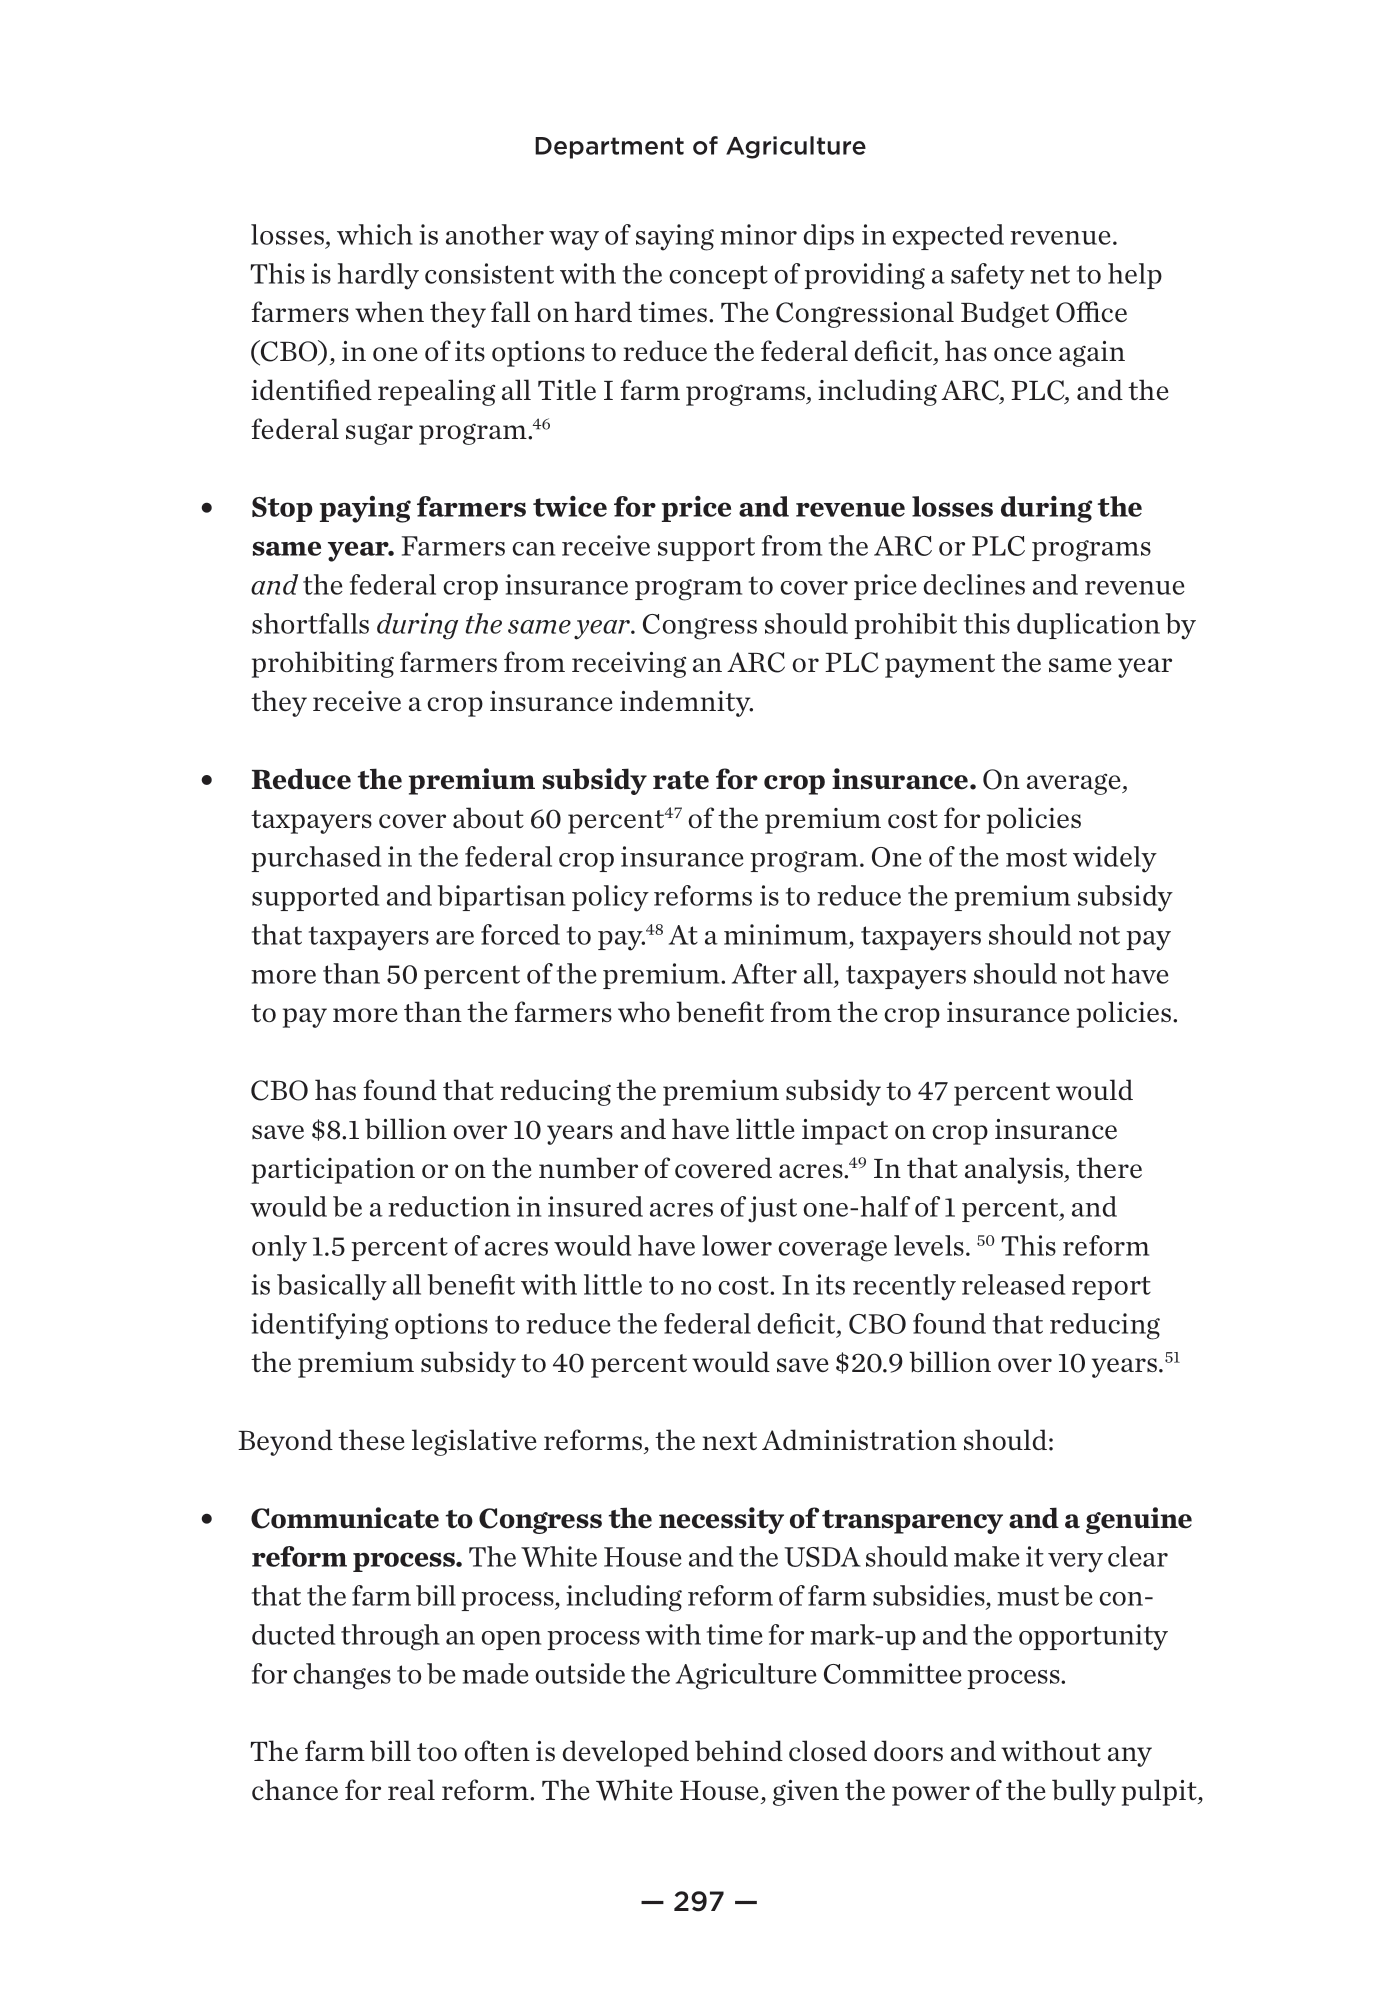 Department of Agriculture
losses, which is another way of saying minor dips in expected revenue.
This is hardly consistent with the concept of providing a safety net to help
farmers when they fall on hard times. The Congressional Budget Office
(CBO), in one of its options to reduce the federal deficit, has once again
identified repealing all Title I farm programs, including ARC, PLC, and the
federal sugar program.46
• Stop paying farmers twice for price and revenue losses during the
same year. Farmers can receive support from the ARC or PLC programs
and the federal crop insurance program to cover price declines and revenue
shortfalls during the same year. Congress should prohibit this duplication by
prohibiting farmers from receiving an ARC or PLC payment the same year
they receive a crop insurance indemnity.
• Reduce the premium subsidy rate for crop insurance. On average,
taxpayers cover about 60 percent47 of the premium cost for policies
purchased in the federal crop insurance program. One of the most widely
supported and bipartisan policy reforms is to reduce the premium subsidy
that taxpayers are forced to pay.48 At a minimum, taxpayers should not pay
more than 50 percent of the premium. After all, taxpayers should not have
to pay more than the farmers who benefit from the crop insurance policies.
CBO has found that reducing the premium subsidy to 47 percent would
save $8.1 billion over 10 years and have little impact on crop insurance
participation or on the number of covered acres.49 In that analysis, there
would be a reduction in insured acres of just one-half of 1 percent, and
only 1.5 percent of acres would have lower coverage levels. 50 This reform
is basically all benefit with little to no cost. In its recently released report
identifying options to reduce the federal deficit, CBO found that reducing
the premium subsidy to 40 percent would save $20.9 billion over 10 years.51
Beyond these legislative reforms, the next Administration should:
• Communicate to Congress the necessity of transparency and a genuine
reform process. The White House and the USDA should make it very clear
that the farm bill process, including reform of farm subsidies, must be con-
ducted through an open process with time for mark-up and the opportunity
for changes to be made outside the Agriculture Committee process.
The farm bill too often is developed behind closed doors and without any
chance for real reform. The White House, given the power of the bully pulpit,
— 297 —